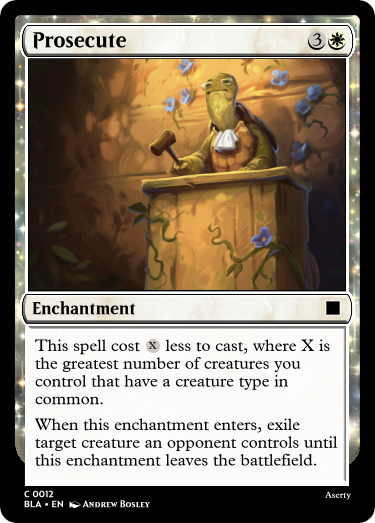 Prosecute 3
Enchantment
This spell cost X less to cast, where X is
the greatest number of creatures you
control that have a creature type in
common.
When this enchantment enters, exile
target creature an opponent controls until
this enchantment leaves the battlefield.
C 0012 Aserty
BLA • EN Andrew Bosley